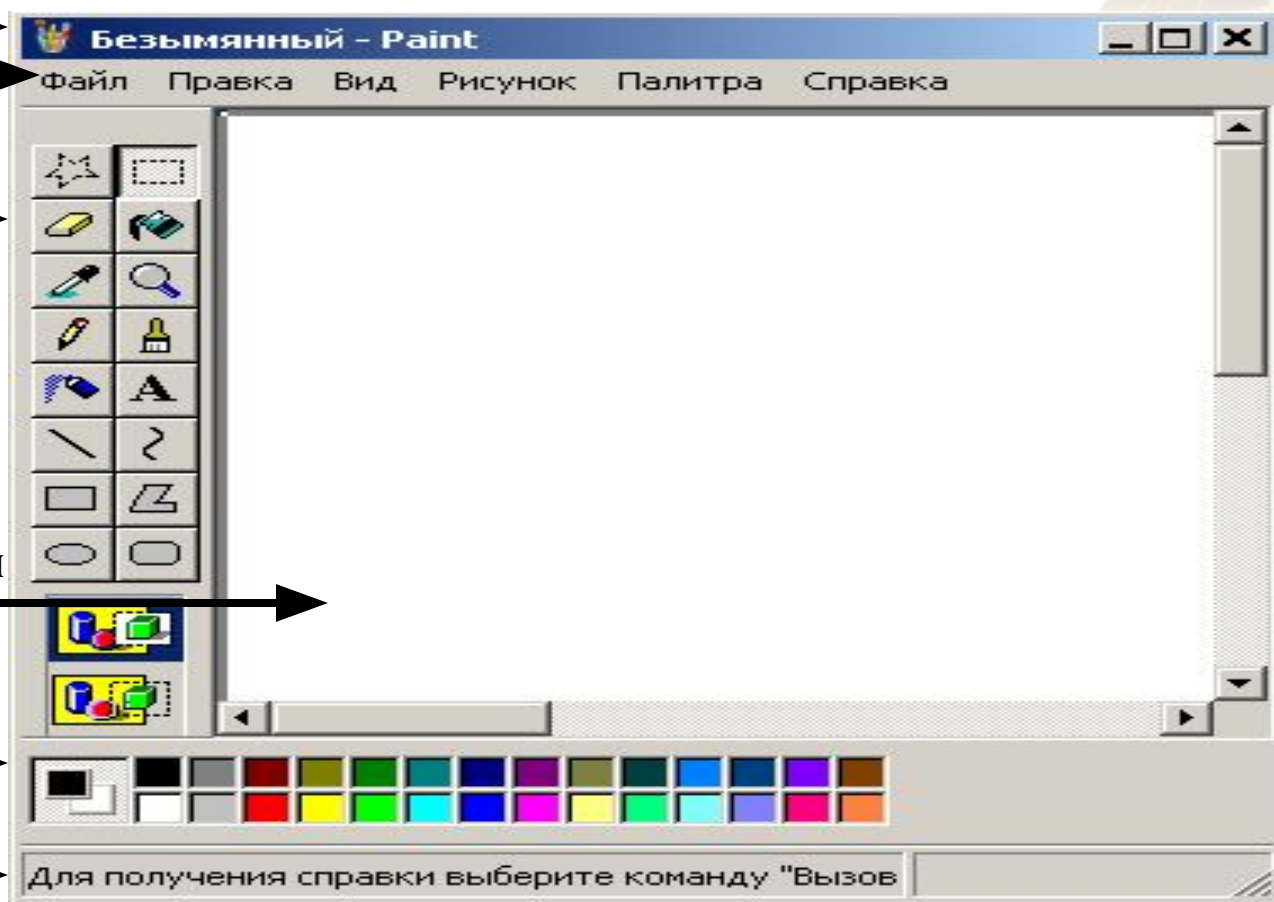 Безымянный - Paint
Файл Правка Вид Рисунок Палитра Справка
A
Для получения справки выберите команду "Вызов